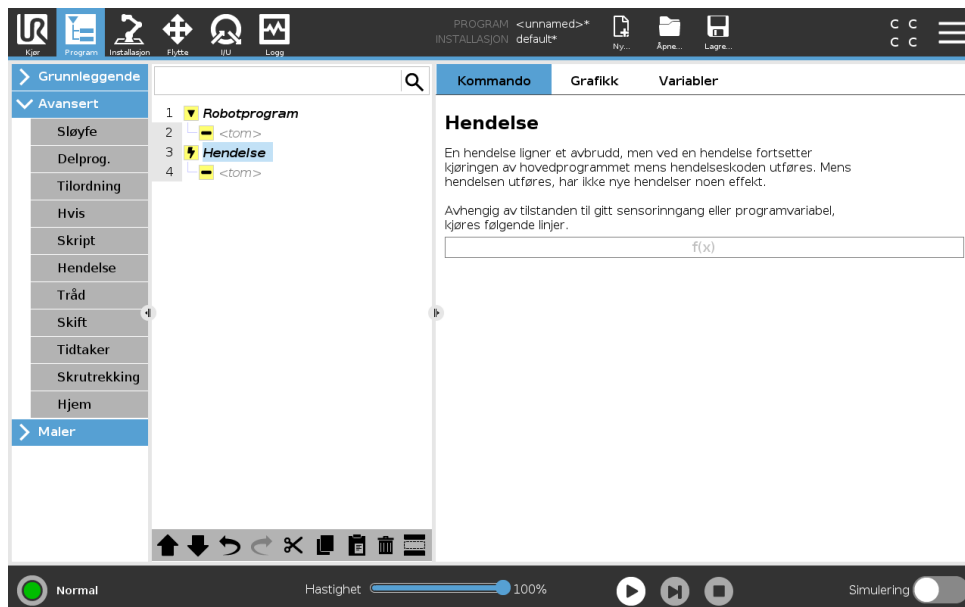 UR
PROGRAM <unnamed>*
INSTALLASJON default*
Kjør
Program
Installasjon
Flytte
I/U
Logg
Ny...
Åpne...
Lagre...
C C
C C
Grunnleggende
Avansert
Sløyfe
Delprog.
Tilordning
Hvis
Skript
Hendelse
Tråd
Skift
Tidtaker
Skrutrekking
Hjem
Maler
1 Robotprogram
2 <tom>
3 Hendelse
4 <tom>
Kommando
Grafikk
Variabler
Hendelse
En hendelse ligner et avbrudd, men ved en hendelse fortsetter
kjøringen av hovedprogrammet mens hendelseskoden utføres. Mens
hendelsen utføres, har ikke nye hendelser noen effekt.
Avhengig av tilstanden til gitt sensorinngang eller programvariabel,
kjøres følgende linjer.
f(x)
Normal
Hastighet
100%
Simulering